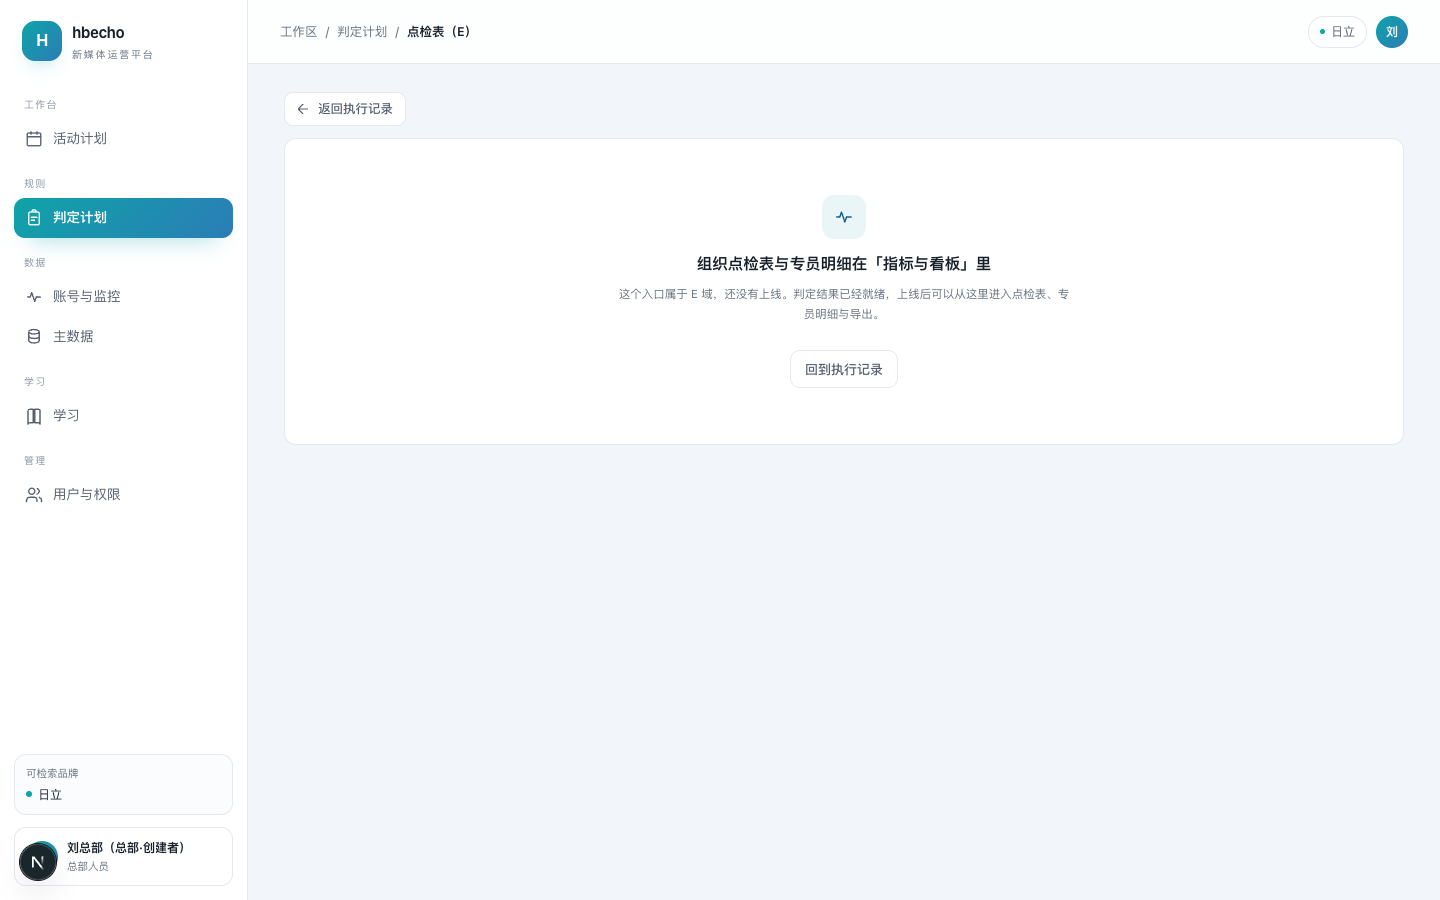 H
hbecho
新媒体运营平台
工作台
活动计划
规则
判定计划
数据
账号与监控
主数据
学习
学习
管理
用户与权限
可检索品牌
日立
刘总部（总部·创建者）
总部人员
N
工作区 / 判定计划 / 点检表（E）
日立
刘
返回执行记录
组织点检表与专员明细在「指标与看板」里
这个入口属于 E 域，还没有上线。判定结果已经就绪，上线后可以从这里进入点检表、专
员明细与导出。
回到执行记录